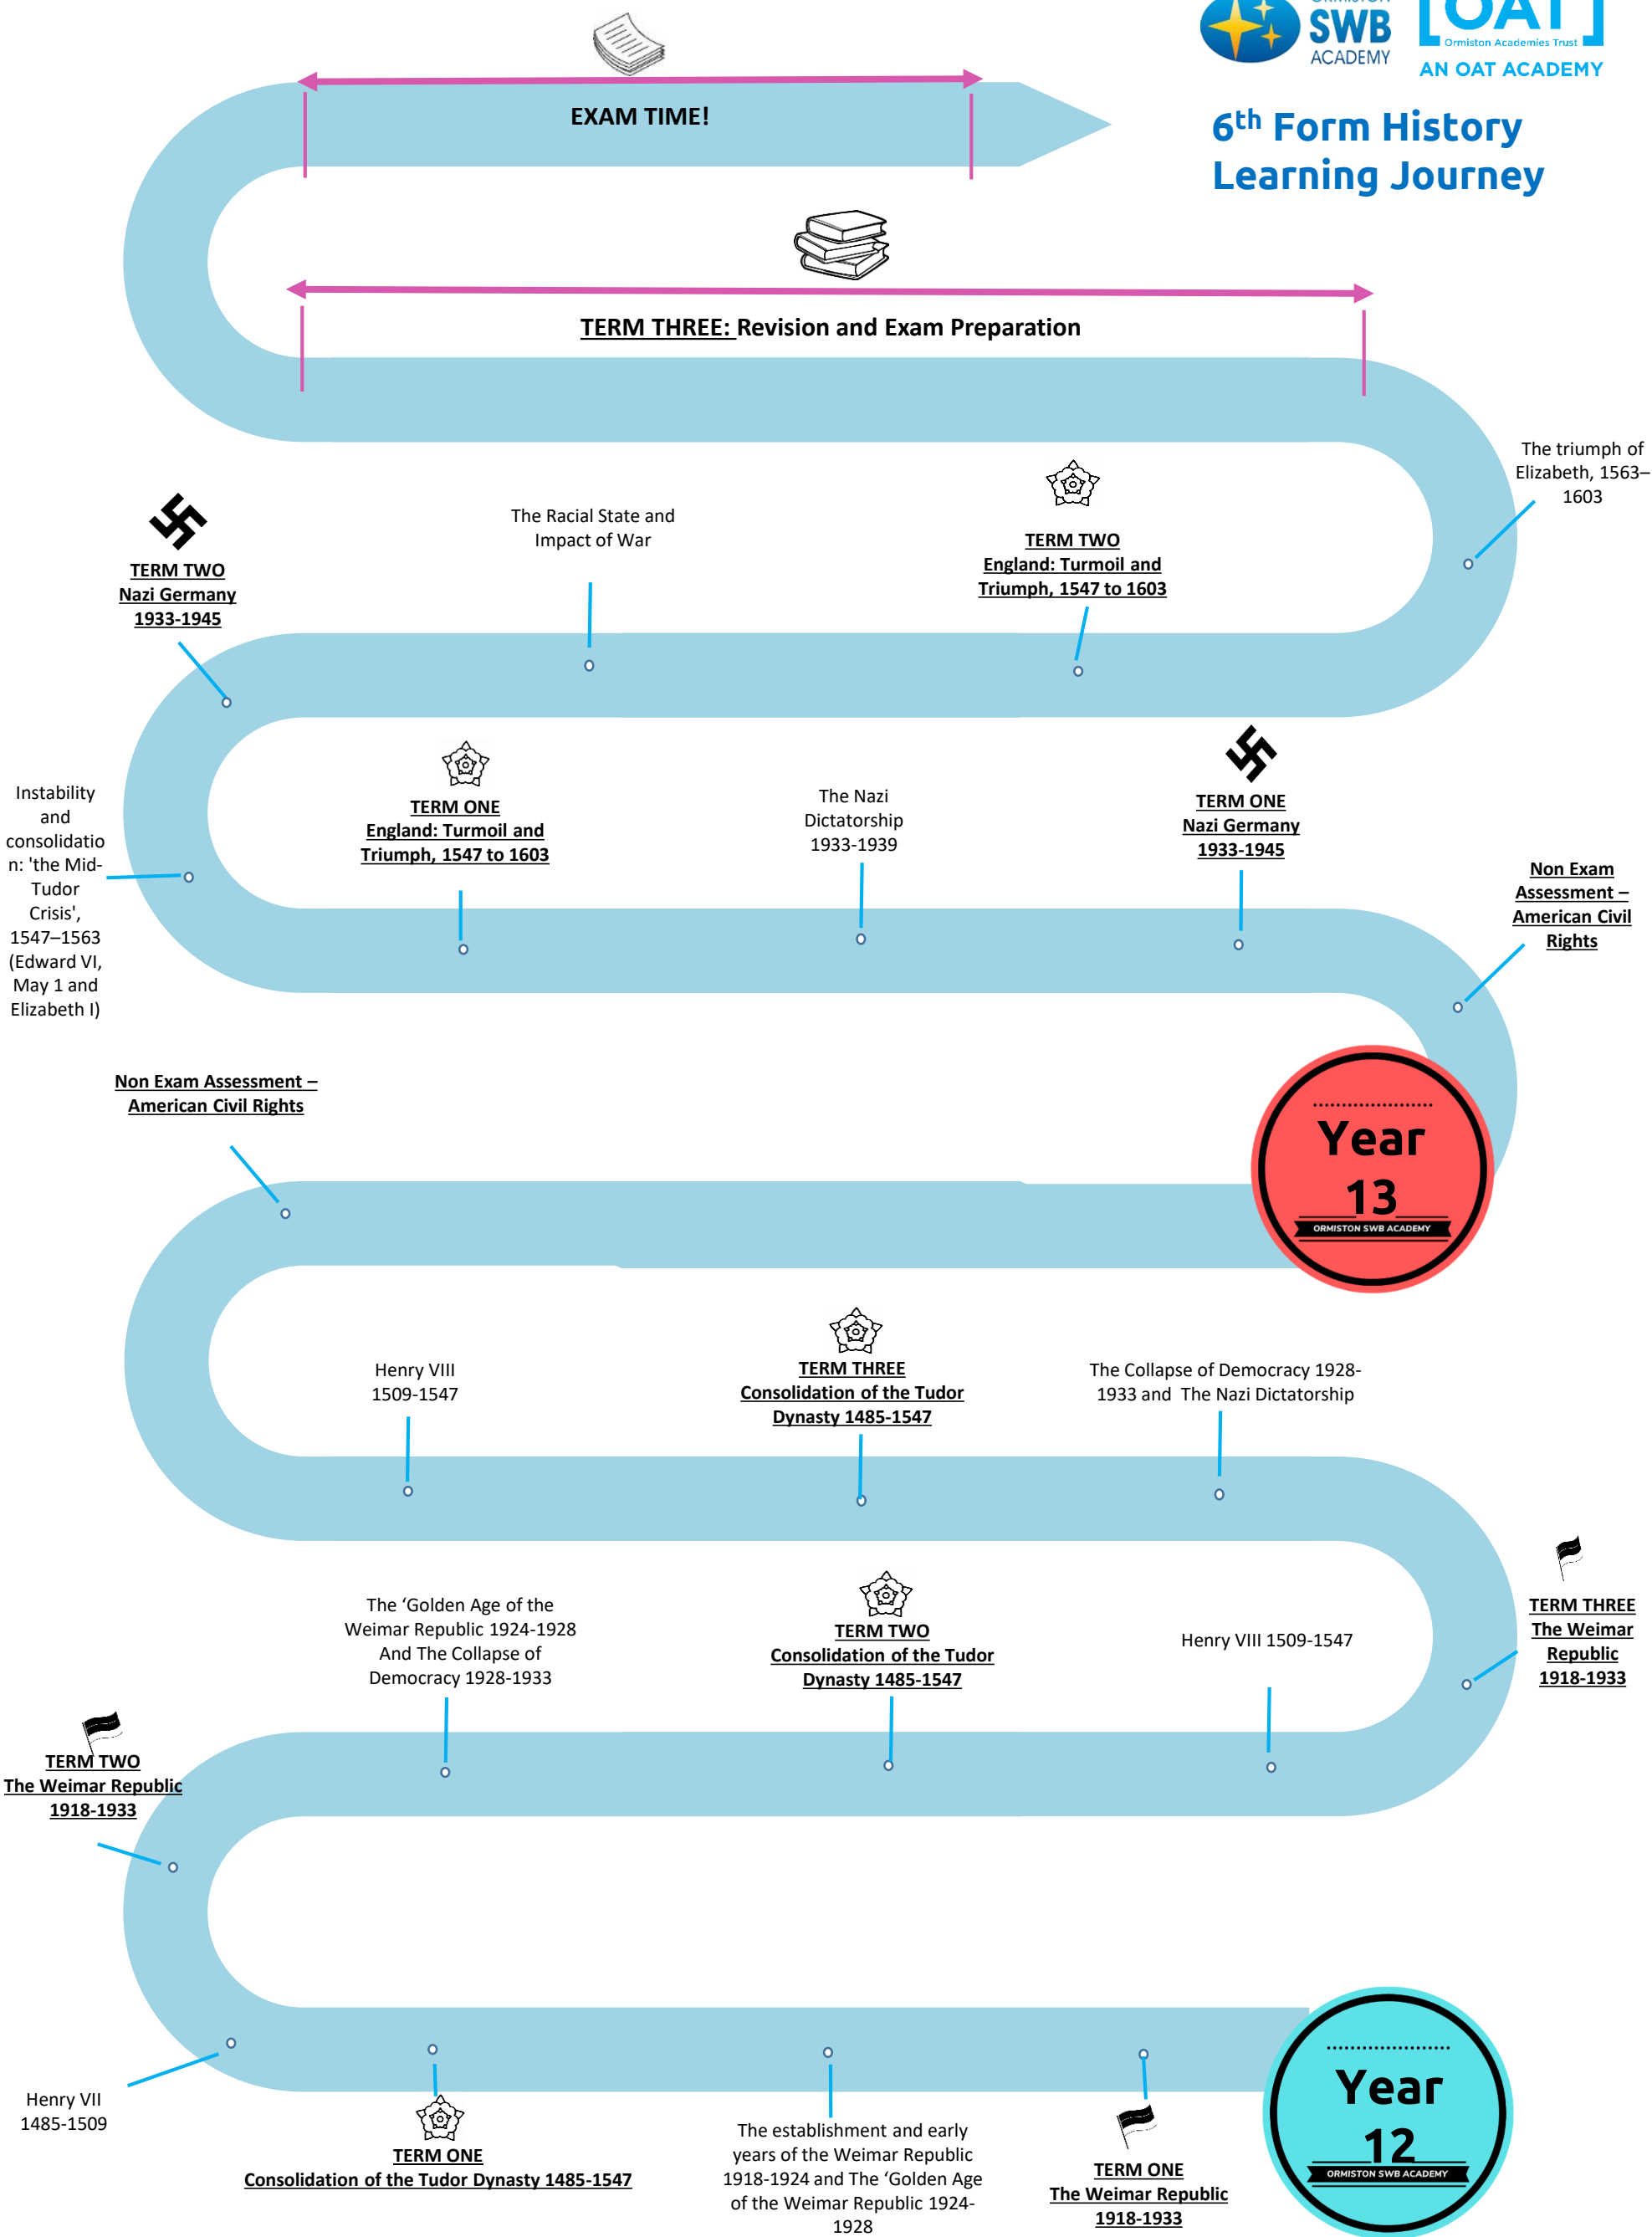 ORMISTON
SWB
ACADEMY
[OAT]
Ormiston Academies Trust
AN OAT ACADEMY
6th Form History
Learning Journey
EXAM TIME!
TERM THREE: Revision and Exam Preparation
The triumph of
Elizabeth, 1563–
1603
TERM TWO
England: Turmoil and
Triumph, 1547 to 1603
The Racial State and
Impact of War
TERM TWO
Nazi Germany
1933-1945
Instability
and
consolidatio
n: 'the Mid-
Tudor
Crisis',
1547–1563
(Edward VI,
May 1 and
Elizabeth I)
TERM ONE
England: Turmoil and
Triumph, 1547 to 1603
The Nazi
Dictatorship
1933-1939
TERM ONE
Nazi Germany
1933-1945
Non Exam
Assessment –
American Civil
Rights
Year
13
ORMISTON SWB ACADEMY
Non Exam Assessment –
American Civil Rights
Henry VIII
1509-1547
TERM THREE
Consolidation of the Tudor
Dynasty 1485-1547
The Collapse of Democracy 1928-
1933 and  The Nazi Dictatorship
TERM THREE
The Weimar
Republic
1918-1933
Henry VIII 1509-1547
TERM TWO
Consolidation of the Tudor
Dynasty 1485-1547
The ‘Golden Age of the
Weimar Republic 1924-1928
And The Collapse of
Democracy 1928-1933
TERM TWO
The Weimar Republic
1918-1933
Henry VII
1485-1509
TERM ONE
Consolidation of the Tudor Dynasty 1485-1547
The establishment and early
years of the Weimar Republic
1918-1924 and The ‘Golden Age
of the Weimar Republic 1924-
1928
TERM ONE
The Weimar Republic
1918-1933
Year
12
ORMISTON SWB ACADEMY